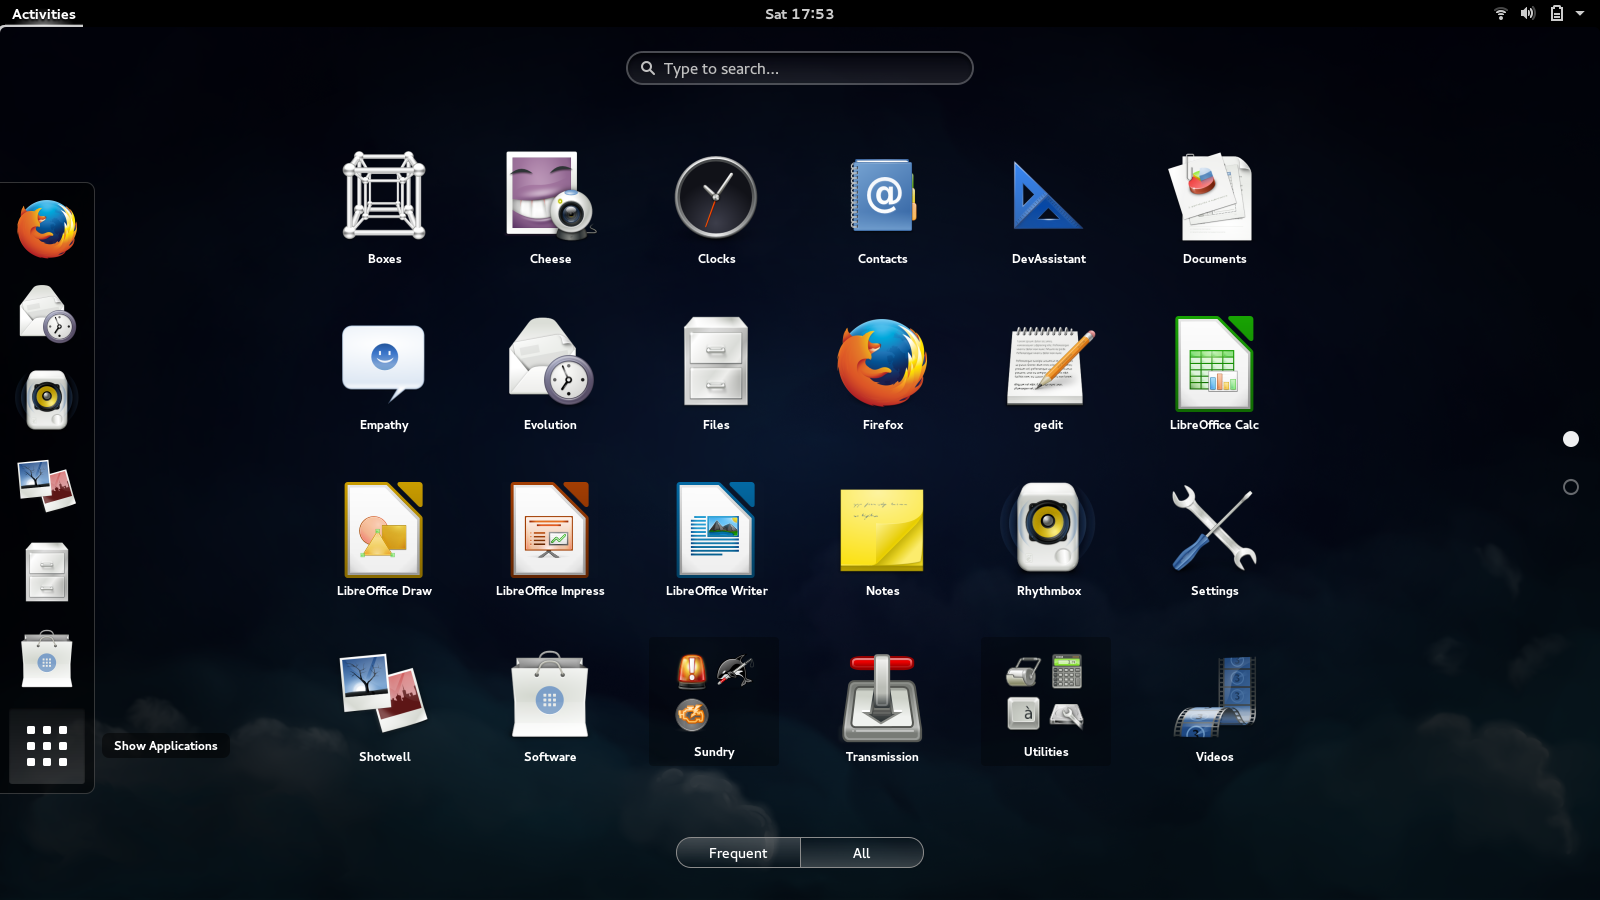 Activities
Sat 17:53
Type to search...
Boxes
Cheese
Clocks
Contacts
DevAssistant
Documents
Empathy
Evolution
Files
Firefox
gedit
LibreOffice Calc
LibreOffice Draw
LibreOffice Impress
LibreOffice Writer
Notes
Rhythmbox
Settings
Show Applications
Shotwell
Software
Sundry
Transmission
à
Utilities
Videos
Frequent
All